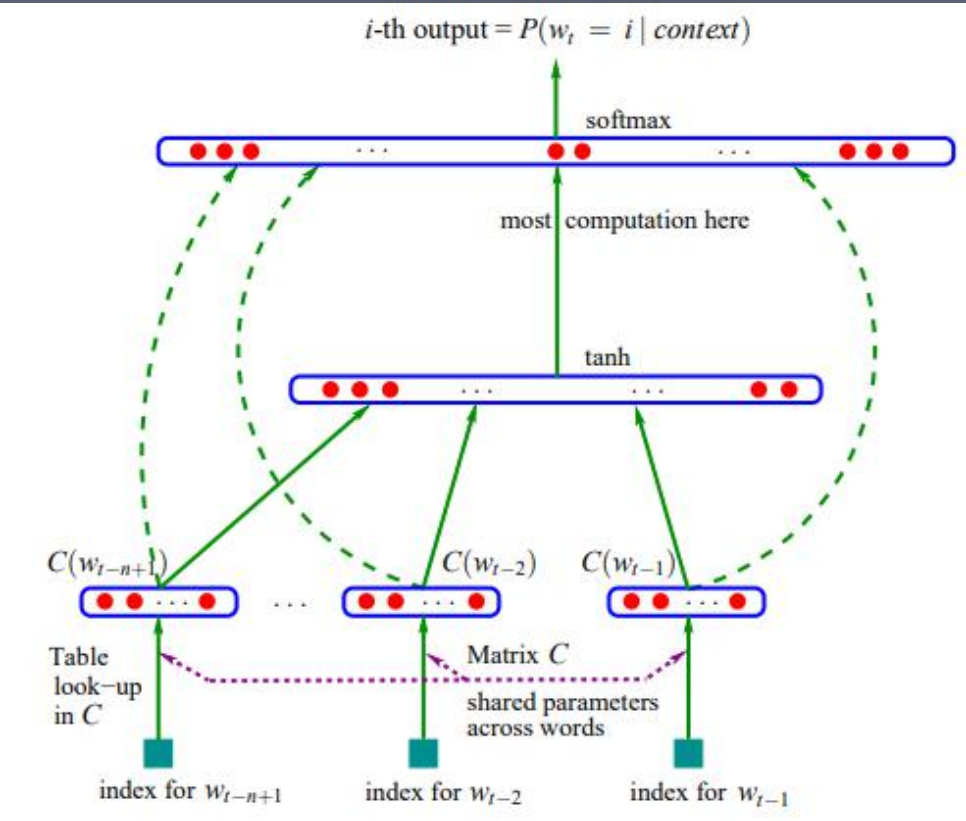 i-th output = P(w_t = i | context)
softmax
. . .
. . .
most computation here
tanh
. . .
. . .
C(w_{t−n+1})
C(w_{t−2})
C(w_{t−1})
. . .
. . .
. . .
. . .
Table
look−up
in C
Matrix C
shared parameters
across words
index for w_{t−n+1}
index for w_{t−2}
index for w_{t−1}